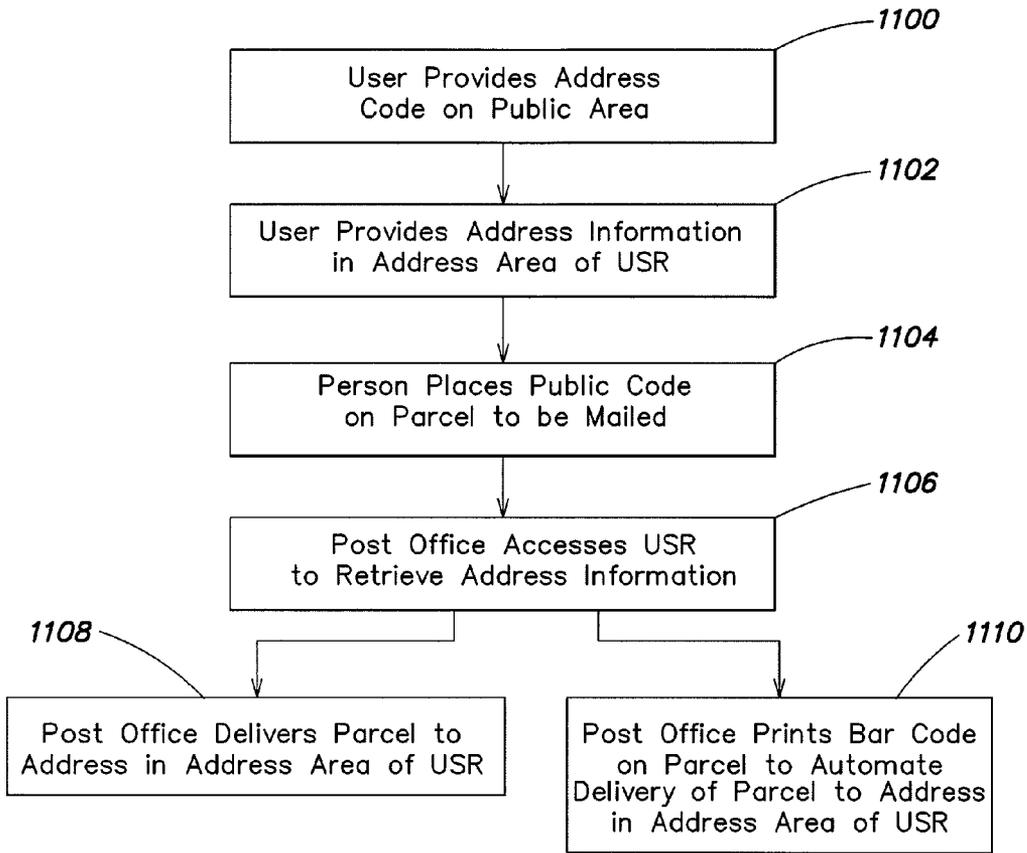 1100
User Provides Address
Code on Public Area
1102
User Provides Address Information
in Address Area of USR
1104
Person Places Public Code
on Parcel to be Mailed
1106
Post Office Accesses USR
to Retrieve Address Information
1108
Post Office Delivers Parcel to
Address in Address Area of USR
1110
Post Office Prints Bar Code
on Parcel to Automate
Delivery of Parcel to Address
in Address Area of USR